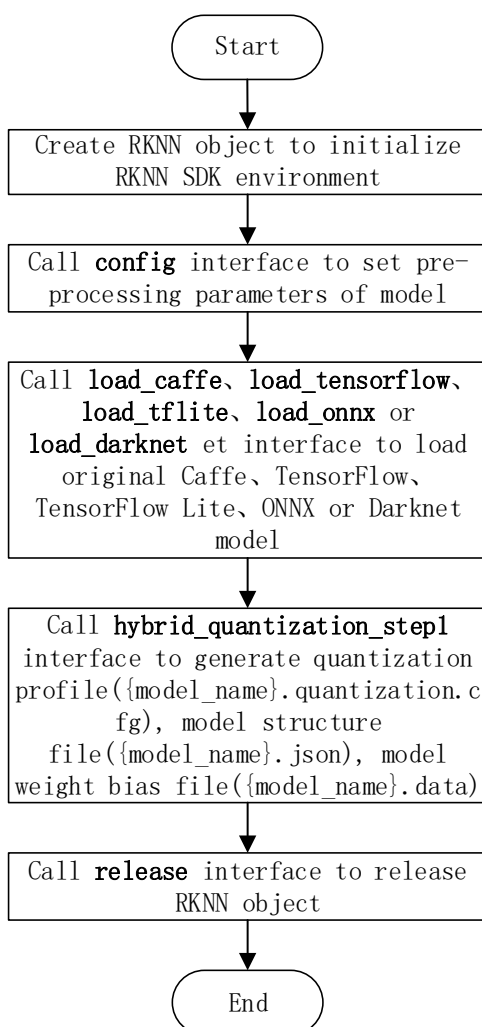 Start
Create RKNN object to initialize
RKNN SDK environment
Call config interface to set pre-
processing parameters of model
Call load_caffe、load_tensorflow、
load_tflite、load_onnx or
load_darknet et interface to load
original Caffe、TensorFlow、
TensorFlow Lite、ONNX or Darknet
model
Call hybrid_quantization_step1
interface to generate quantization
profile({model_name}.quantization.c
fg), model structure
file({model_name}.json), model
weight bias file({model_name}.data)
Call release interface to release
RKNN object
End